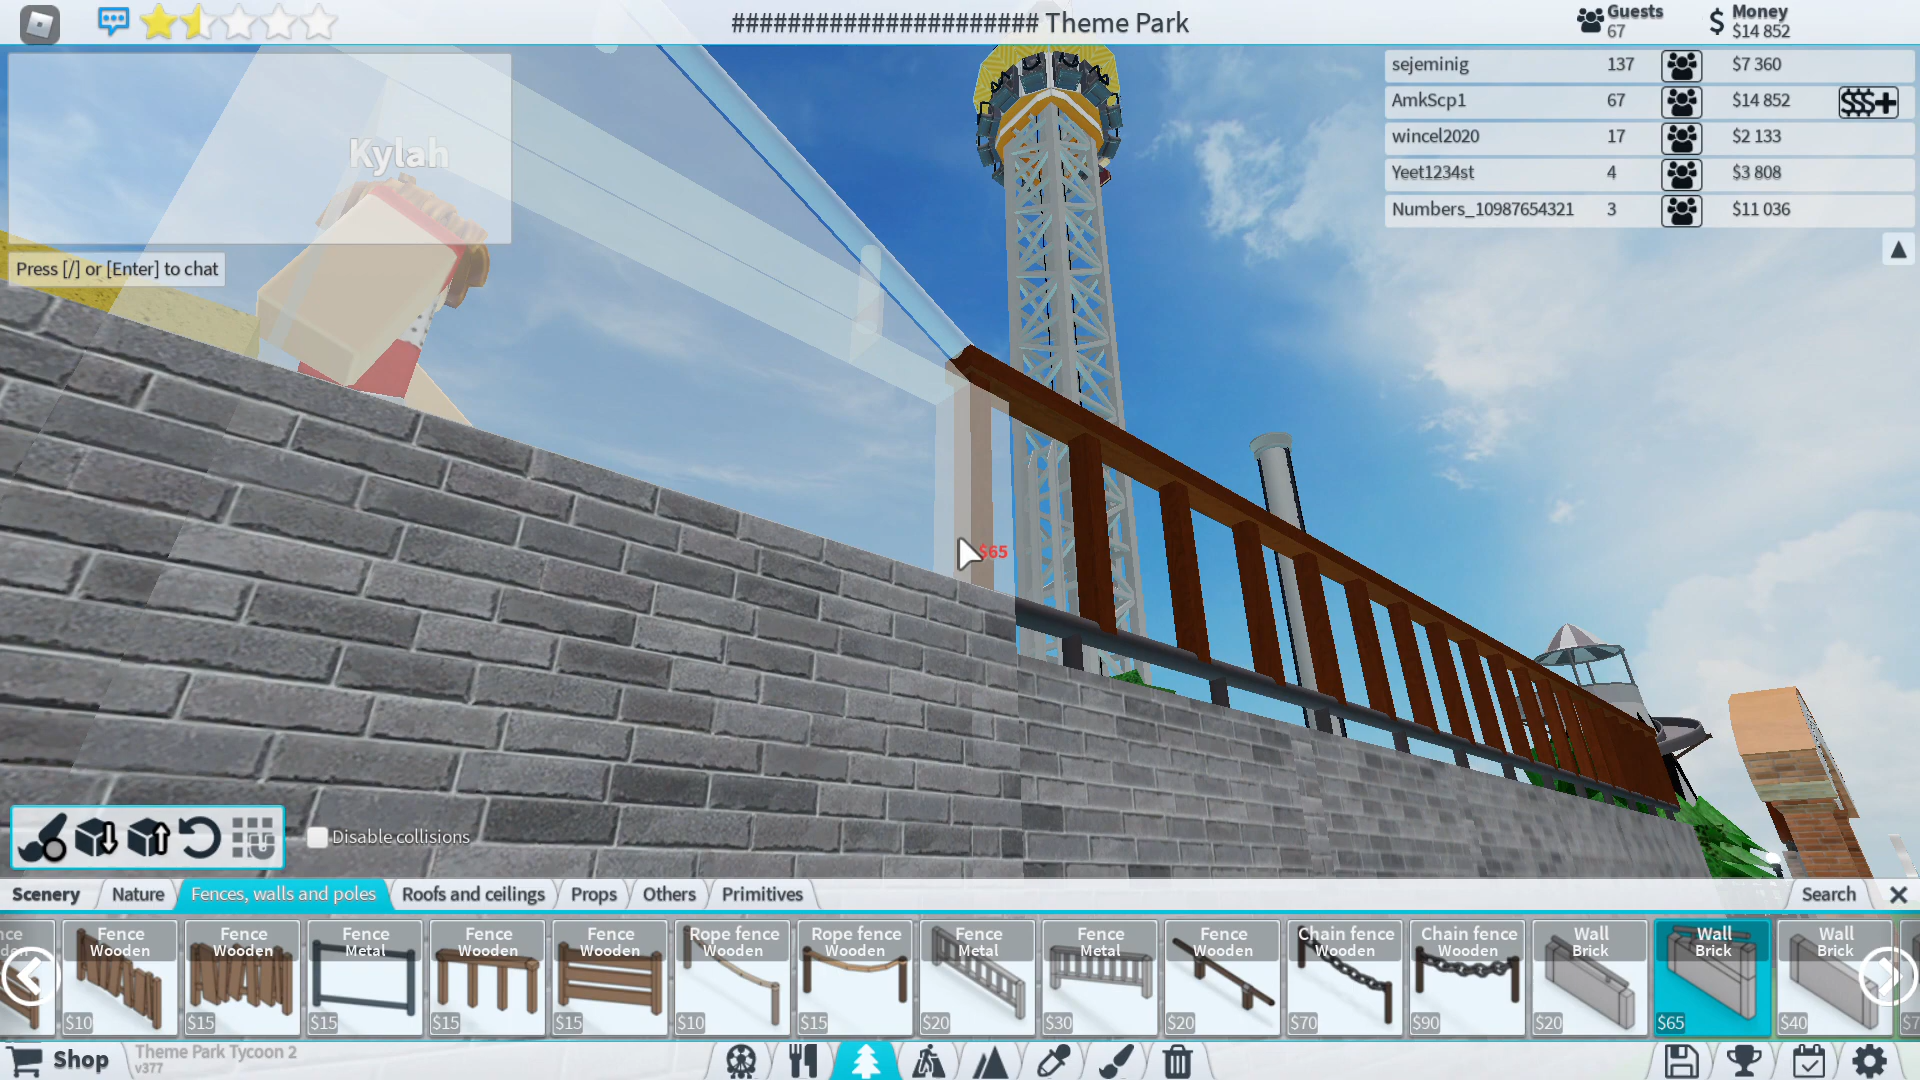 ##################### Theme Park
Guests
67
$
Money
$14 852
sejeminig 137 $7 360
AmkScp1 67 $14 852 $$$+
wincel2020 17 $2 133
Yeet1234st 4 $3 808
Numbers_10987654321 3 $11 036
Kylah
Press [/] or [Enter] to chat
$65
Disable collisions
Scenery Nature Fences, walls and poles Roofs and ceilings Props Others Primitives Search
Fence Wooden $10
Fence Wooden $15
Fence Metal $15
Fence Wooden $15
Fence Wooden $15
Rope fence Wooden $10
Rope fence Wooden $15
Fence Metal $20
Fence Metal $30
Fence Wooden $20
Chain fence Wooden $70
Chain fence Wooden $90
Wall Brick $20
Wall Brick $65
Wall Brick $40
Shop
Theme Park Tycoon 2
v377